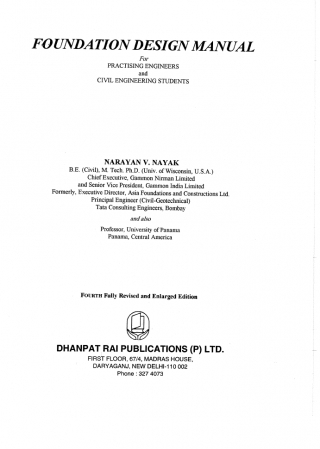 FOUNDATION DESIGN MANUAL
For
PRACTISING ENGINEERS
and
CIVIL ENGINEERING STUDENTS
NARAYAN V. NAYAK
B.E. (Civil), M. Tech. Ph.D. (Univ. of Wisconsin, U.S.A.)
Chief Executive, Gammon Nirman Limited
and Senior Vice President, Gammon India Limited
Formerly, Executive Director, Asia Foundations and Constructions Ltd.
Principal Engineer (Civil-Geotechnical)
Tata Consulting Engineers, Bombay
and also
Professor, University of Panama
Panama, Central America
FOURTH Fully Revised and Enlarged Edition
DHANPAT RAI PUBLICATIONS (P) LTD.
FIRST FLOOR, 67/4, MADRAS HOUSE,
DARYAGANJ, NEW DELHI-110 002
Phone : 327 4073